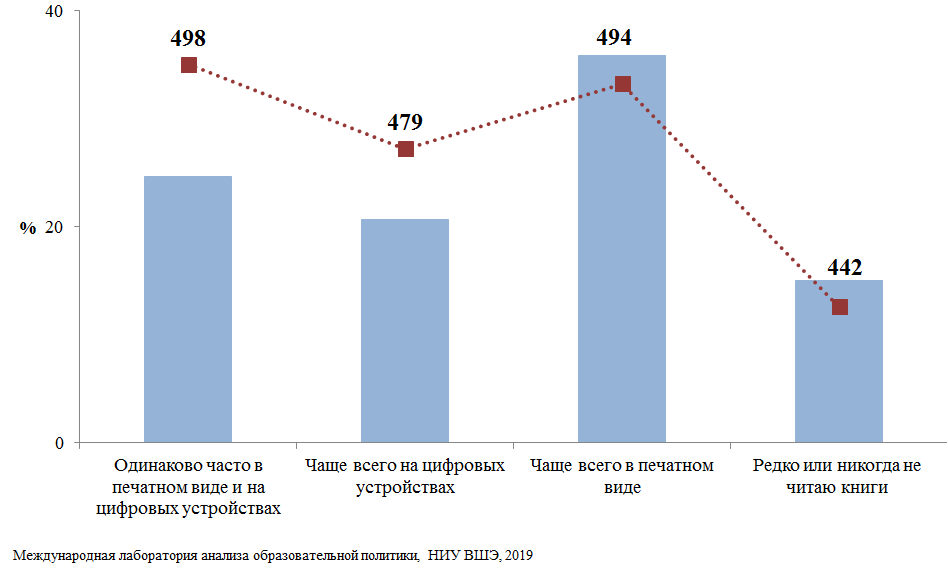 40
498
494
479
% 20
442
0
Одинаково часто в
печатном виде и на
цифровых устройствах
Чаще всего на цифровых
устройствах
Чаще всего в печатном
виде
Редко или никогда не
читаю книги
Международная лаборатория анализа образовательной политики, НИУ ВШЭ, 2019